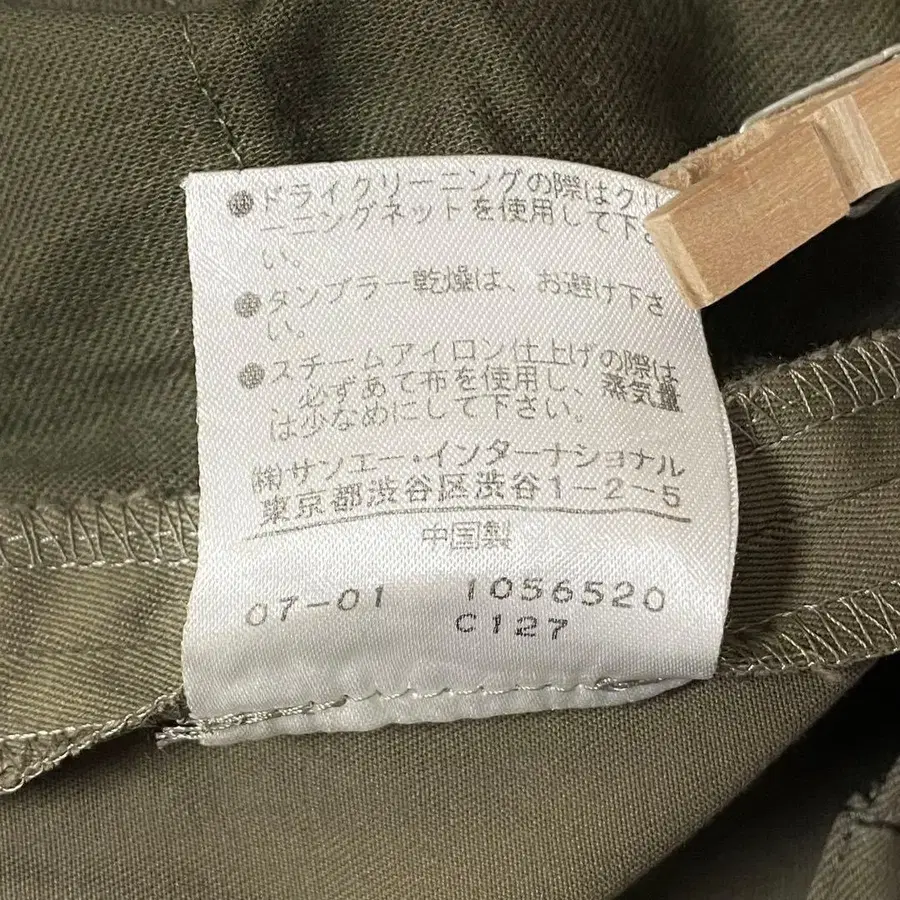 ●ドライクリーニングの際はクリ
ーニングネットを使用して下さ
い。
●タンブラー乾燥は、お避け下さ
い。
●スチームアイロン仕上げの際は
必ずあて布を使用し、蒸気量
は少なめにして下さい。
㈱サンエー・インターナショナル
東京都渋谷区渋谷1-2-5
中国製
07-01 1056520
C127